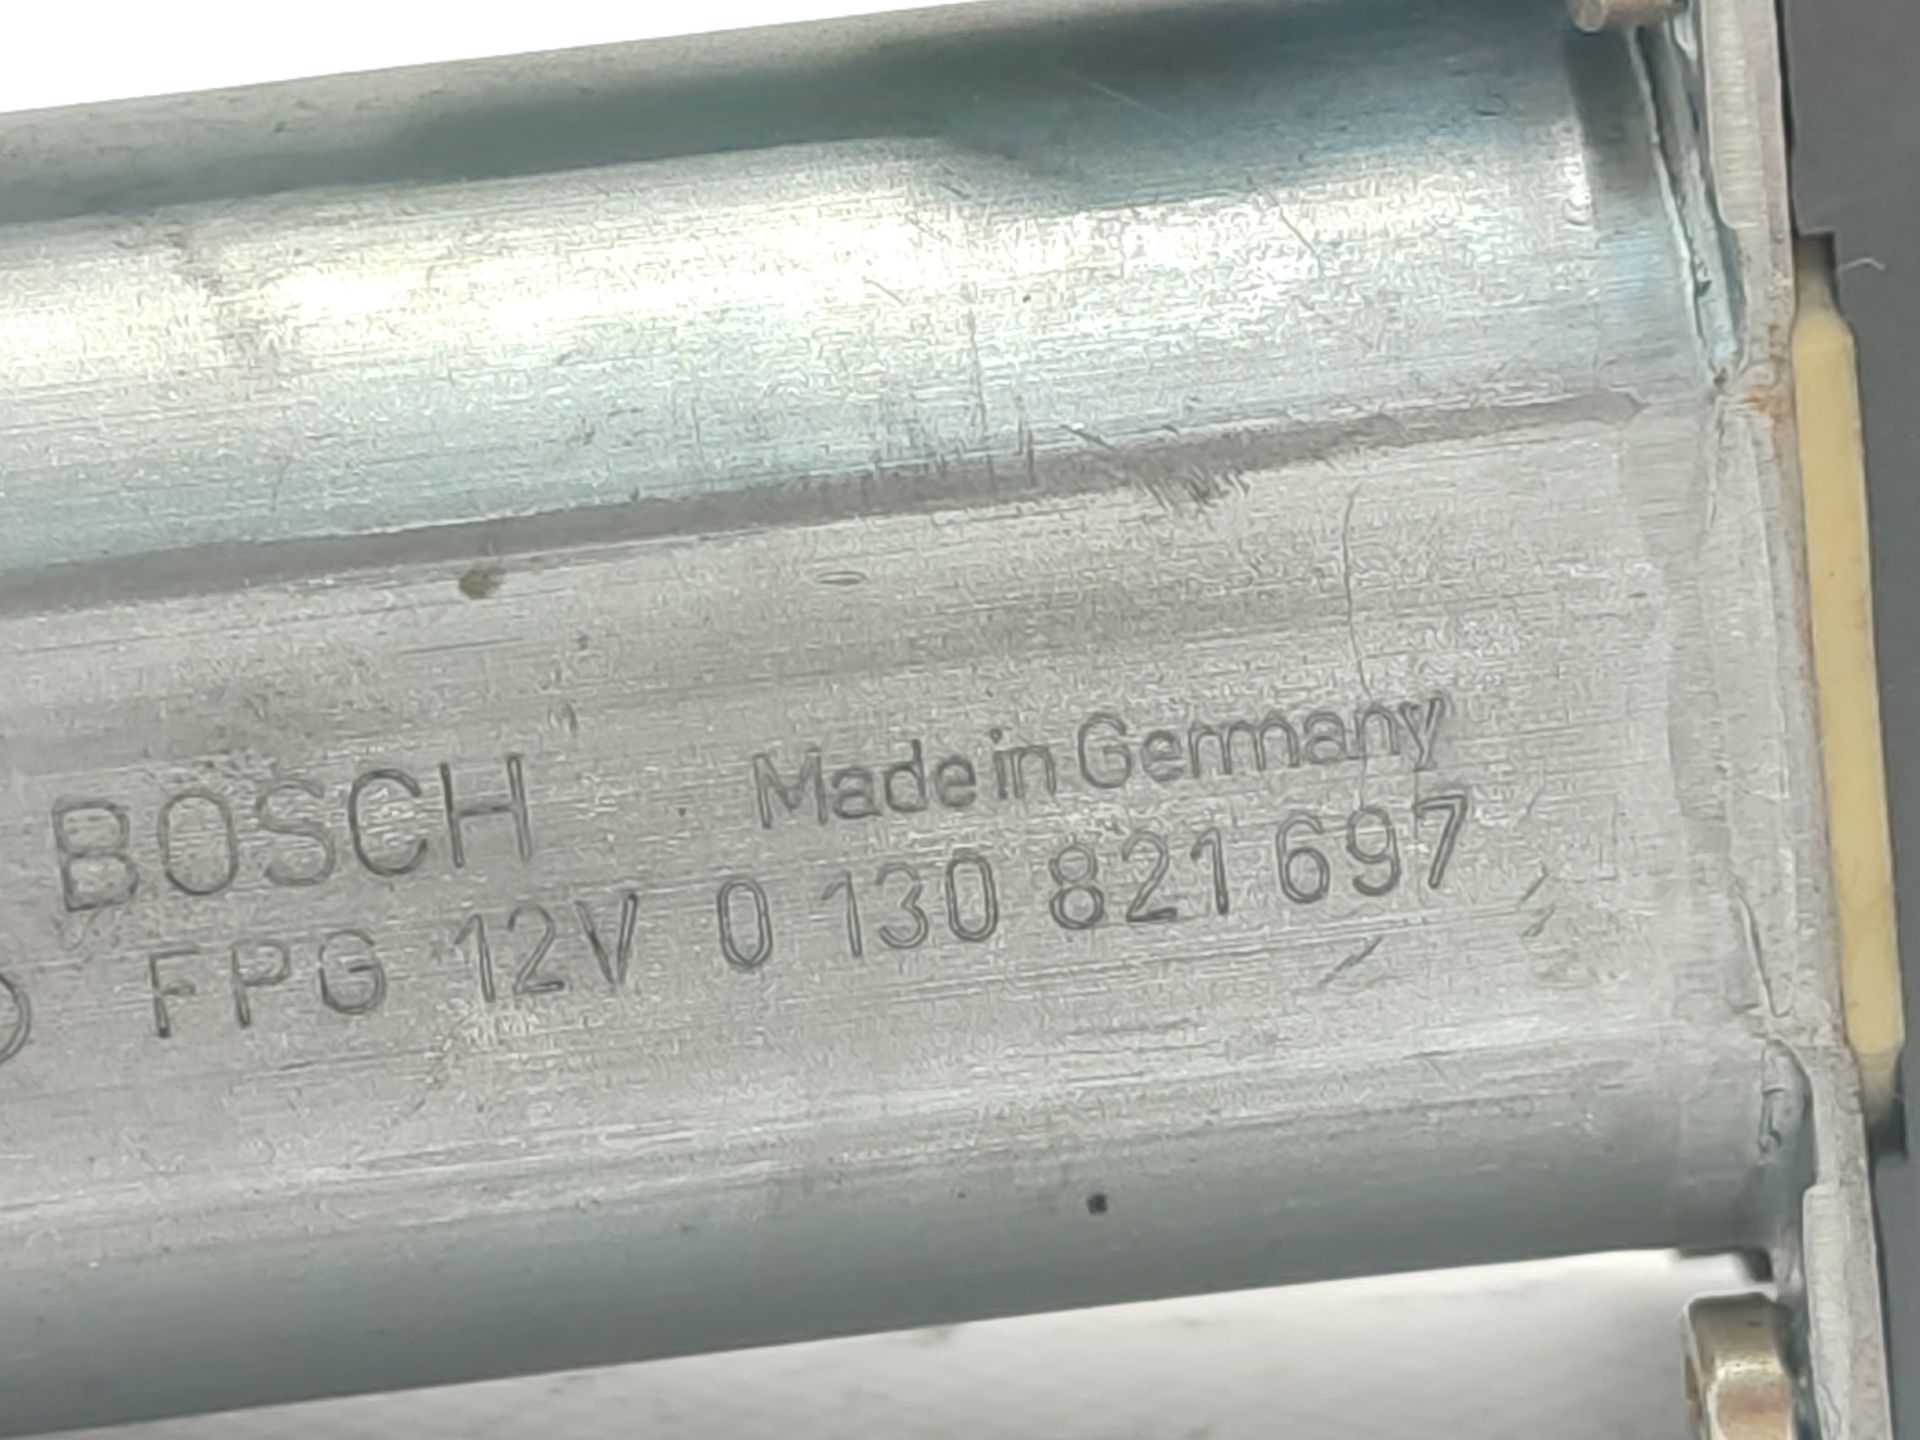 BOSCH Made in Germany
FPG 12V 0 130 821 697